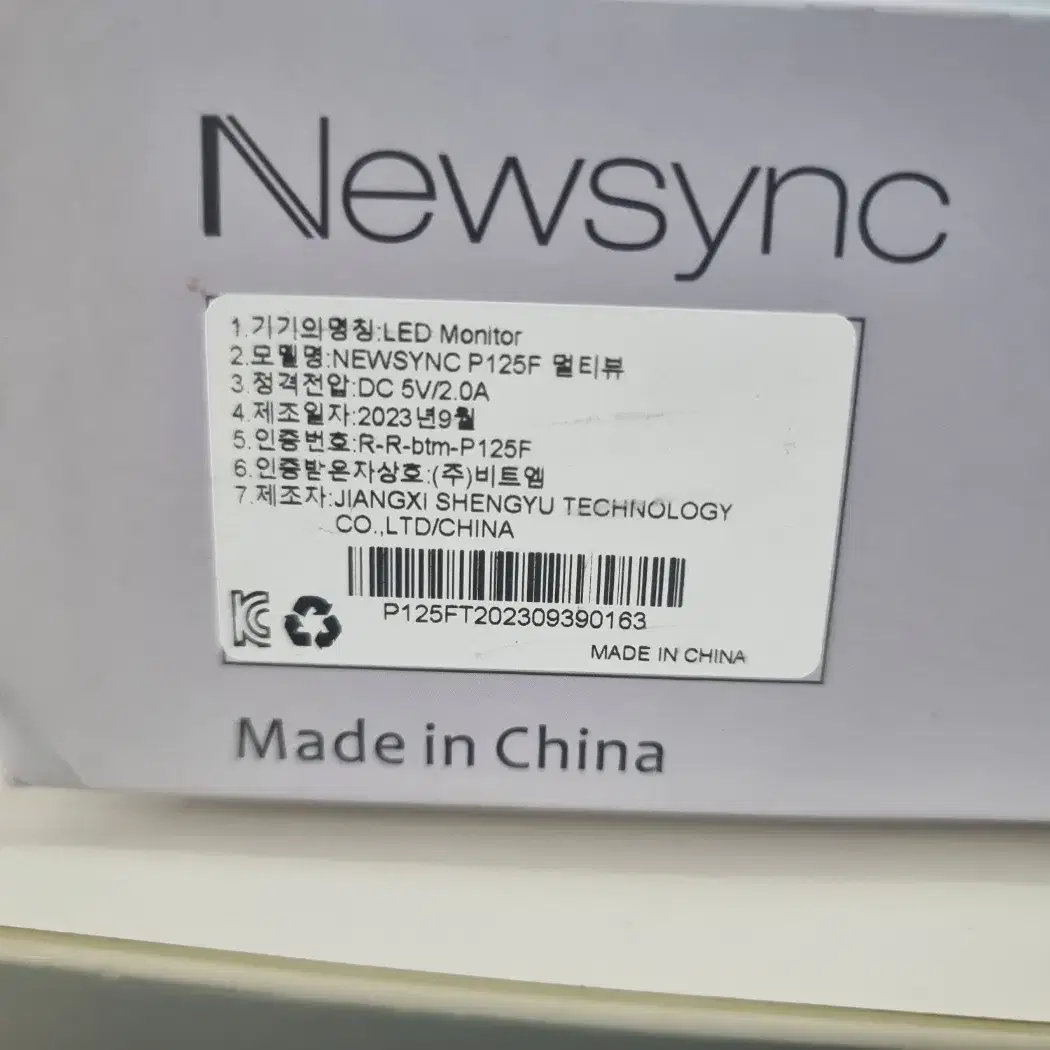 Newsync
1.기기의명칭:LED Monitor
2.모델명:NEWSYNC P125F 멀티뷰
3.정격전압:DC 5V/2.0A
4.제조일자:2023년9월
5.인증번호:R-R-btm-P125F
6.인증받은자상호:(주)비트엠
7.제조자:JIANGXI SHENGYU TECHNOLOGY
CO.,LTD/CHINA
P125FT202309390163
MADE IN CHINA
Made in China